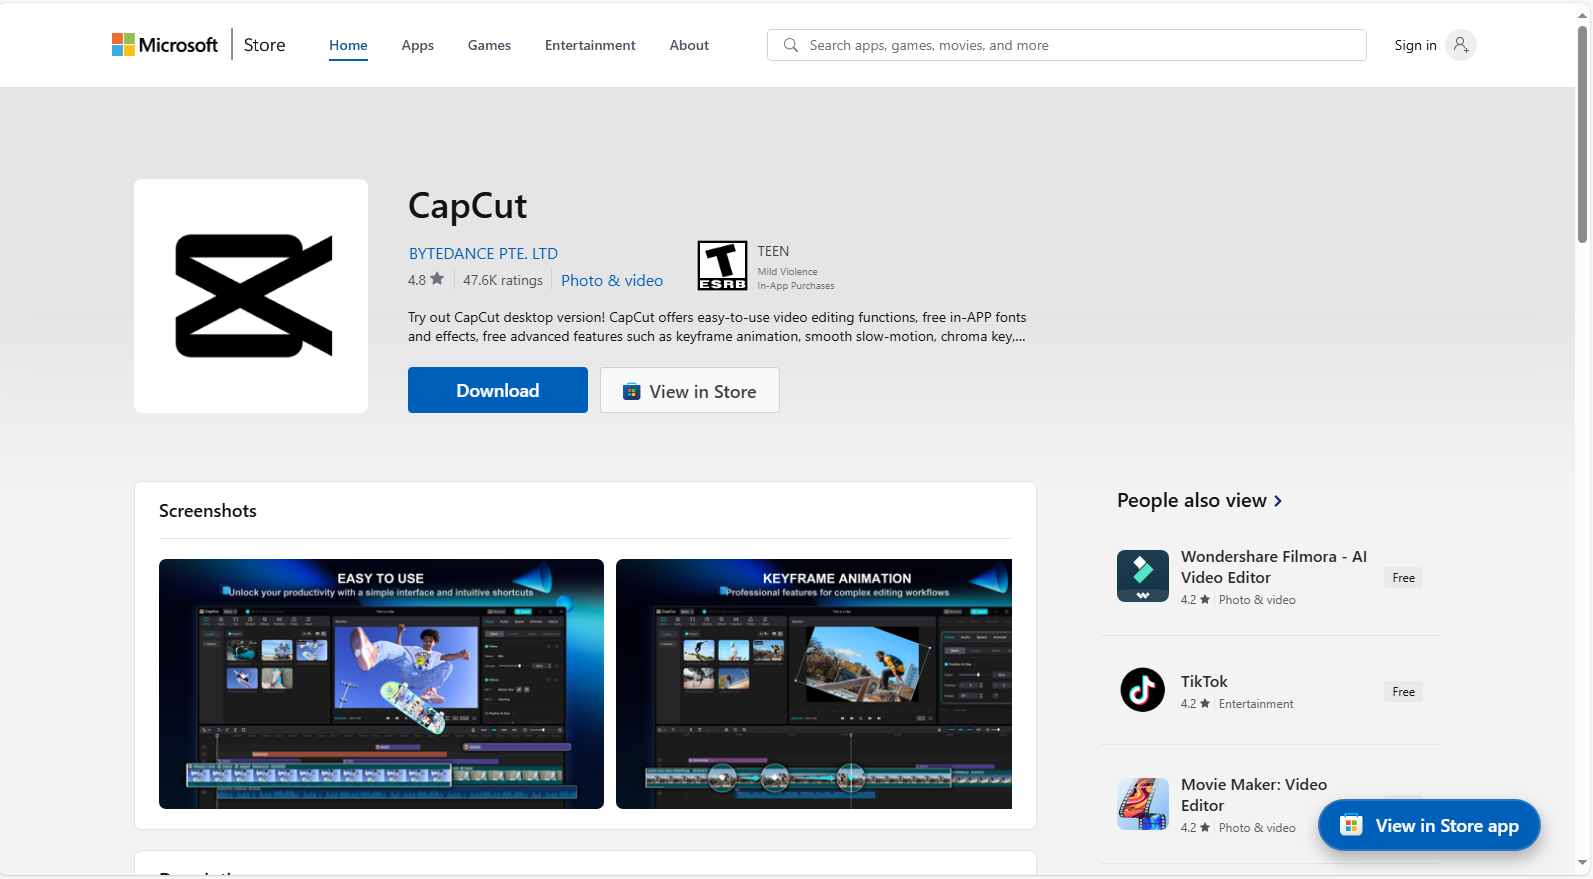 Microsoft Store Home Apps Games Entertainment About Search apps, games, movies, and more Sign in
CapCut
BYTEDANCE PTE. LTD
4.8 ★ 47.6K ratings Photo & video
T
ESRB
TEEN
Mild Violence
In-App Purchases
Try out CapCut desktop version! CapCut offers easy-to-use video editing functions, free in-APP fonts
and effects, free advanced features such as keyframe animation, smooth slow-motion, chroma key,...
Download View in Store
Screenshots
EASY TO USE
Unlock your productivity with a simple interface and intuitive shortcuts
KEYFRAME ANIMATION
Professional features for complex editing workflows
People also view
Wondershare Filmora - AI
Video Editor
4.2 ★ Photo & video
Free
TikTok
4.2 ★ Entertainment
Free
Movie Maker: Video
Editor
4.2 ★ Photo & video
View in Store app